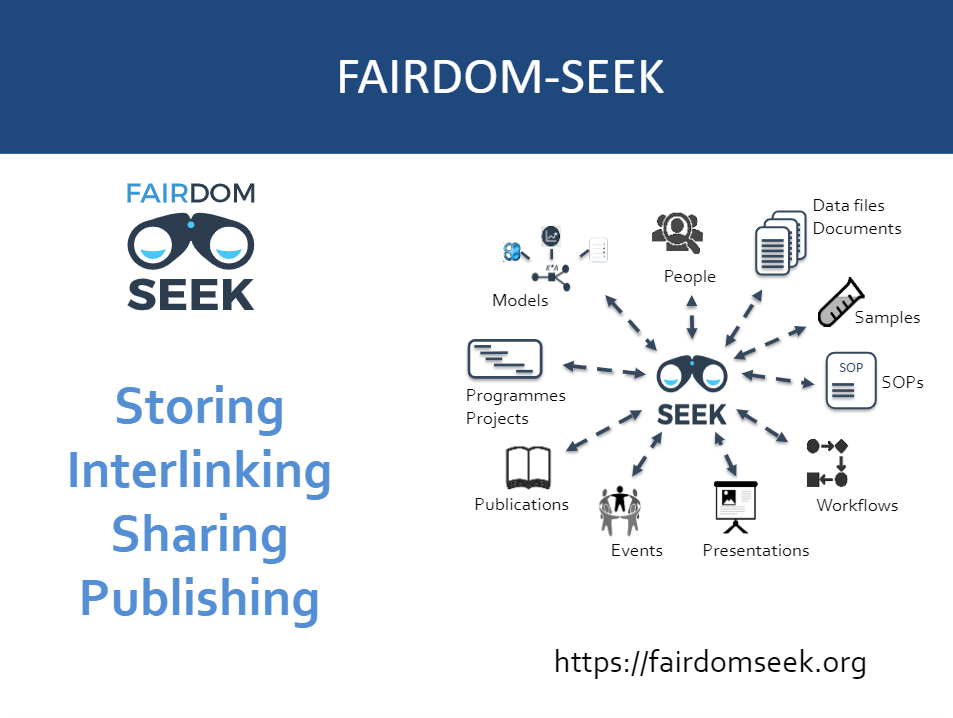 FAIRDOM-SEEK
FAIRDOM
SEEK
Storing
Interlinking
Sharing
Publishing
Data files
Documents
People
Models
K*A
Samples
SOP
SOPs
Programmes
Projects
SEEK
Publications
Workflows
Events
Presentations
https://fairdomseek.org